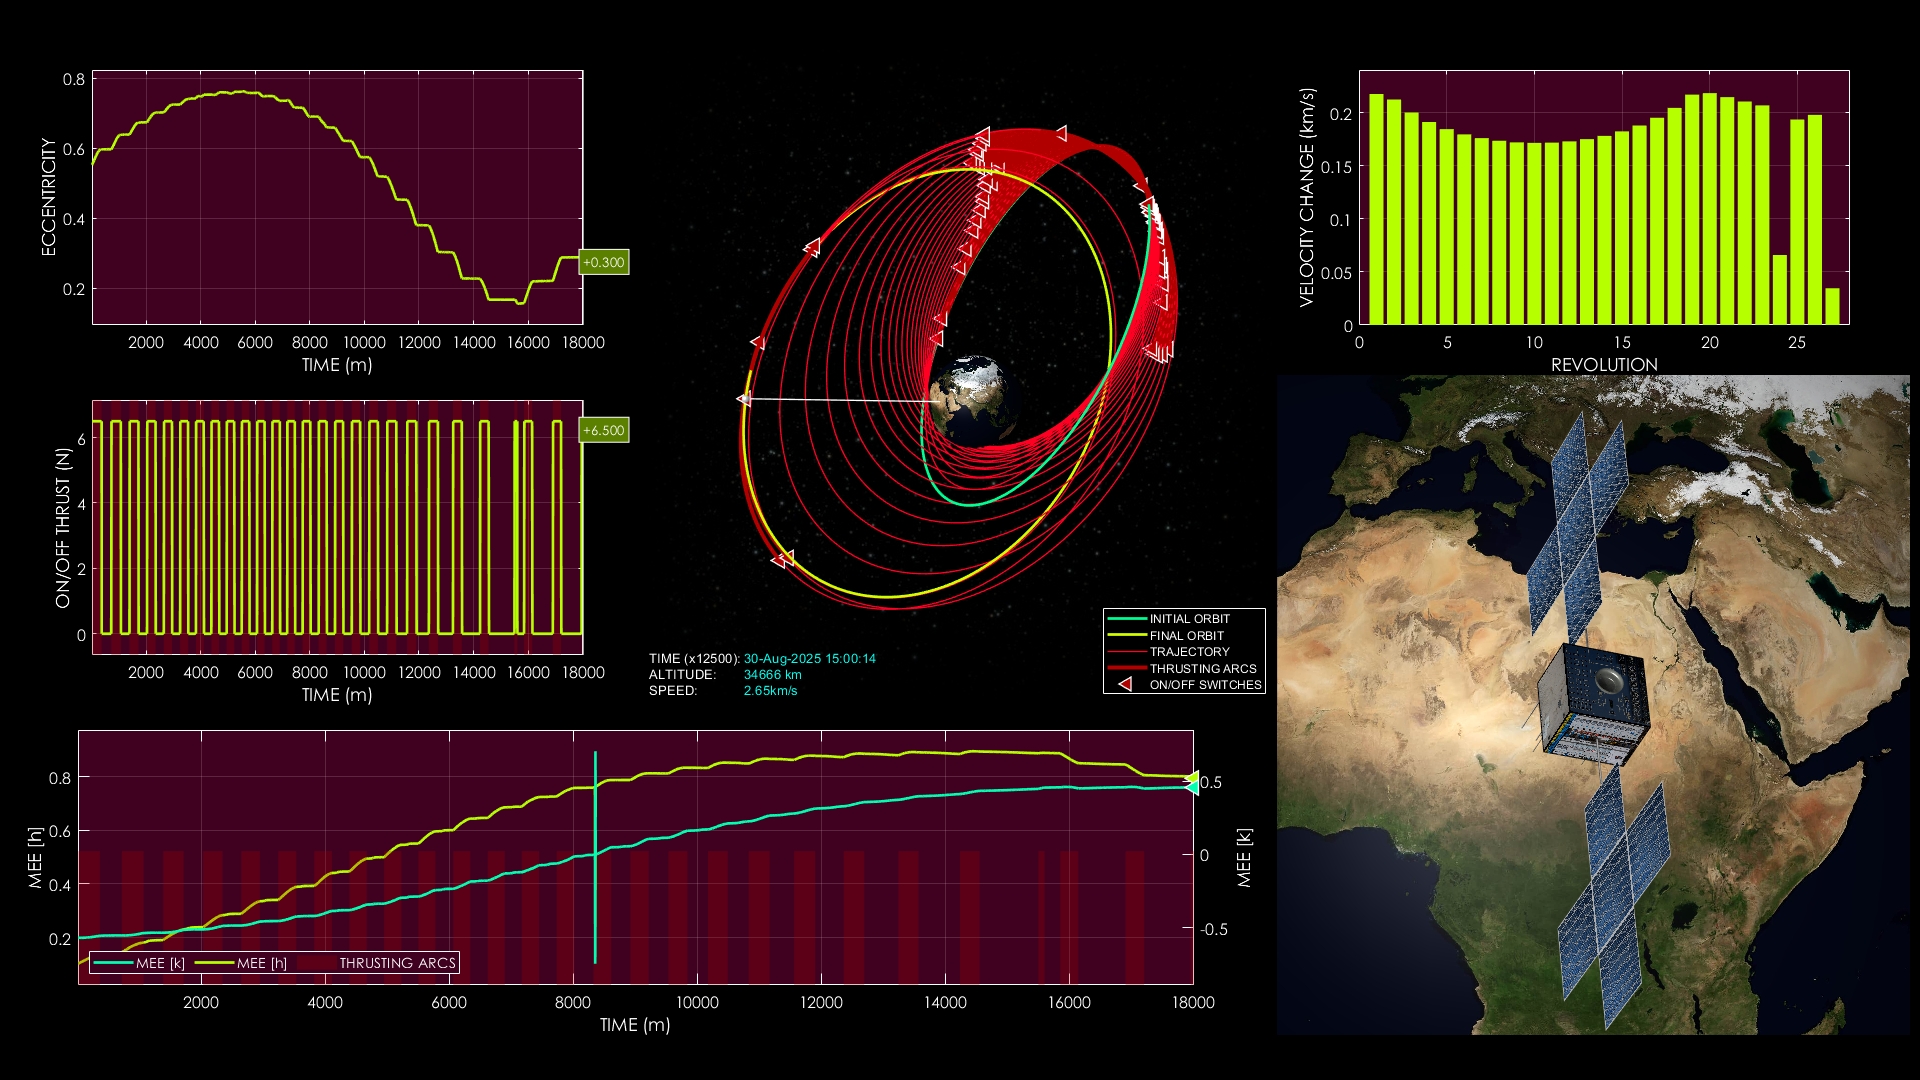 0.8
0.6
0.4
0.2
ECCENTRICITY
+0.300
2000 4000 6000 8000 10000 12000 14000 16000 18000
TIME (m)
6
4
2
0
ON/OFF THRUST (N)
+6.500
2000 4000 6000 8000 10000 12000 14000 16000 18000
TIME (m)
TIME (x12500): 30-Aug-2025 15:00:14
ALTITUDE: 34666 km
SPEED: 2.65km/s
INITIAL ORBIT
FINAL ORBIT
TRAJECTORY
THRUSTING ARCS
ON/OFF SWITCHES
0.2
0.15
0.1
0.05
0
VELOCITY CHANGE (km/s)
0 5 10 15 20 25
REVOLUTION
0.8
0.6
0.4
0.2
MEE [h]
0.5
0
-0.5
MEE [k]
MEE [k] MEE [h] THRUSTING ARCS
2000 4000 6000 8000 10000 12000 14000 16000 18000
TIME (m)